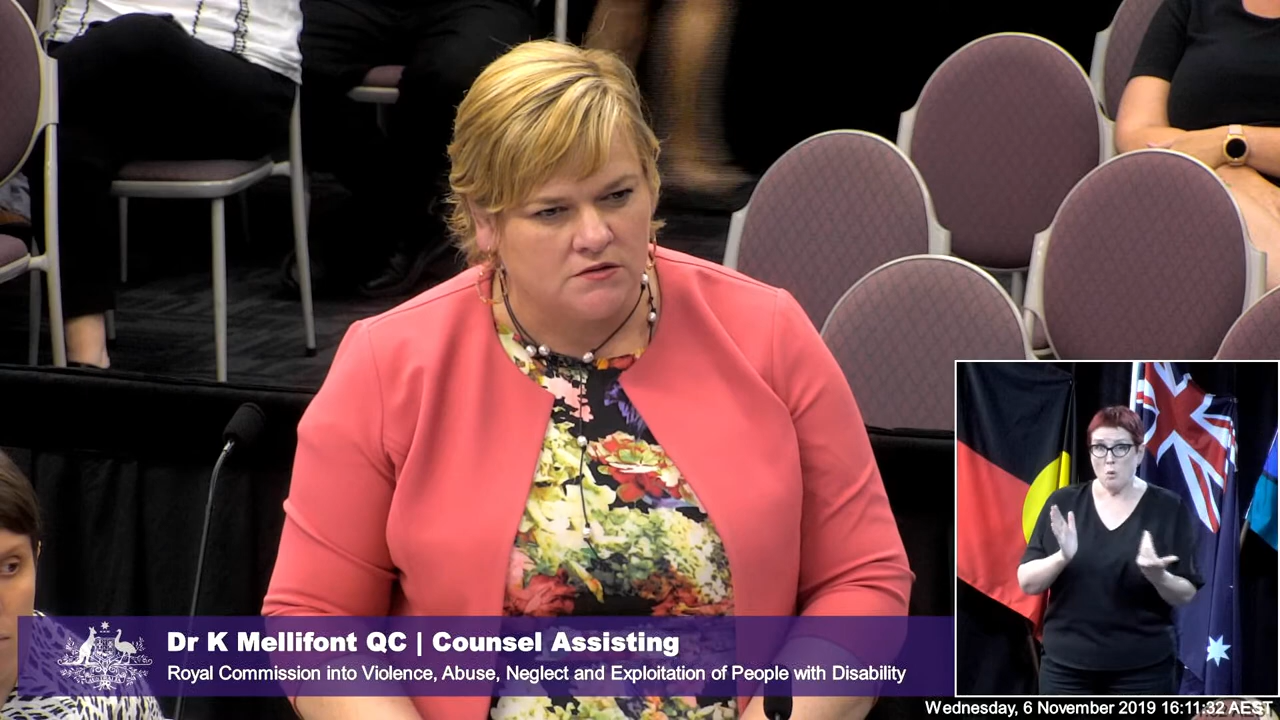 Dr K Mellifont QC | Counsel Assisting
Royal Commission into Violence, Abuse, Neglect and Exploitation of People with Disability
Wednesday, 6 November 2019 16:11:32 AEST